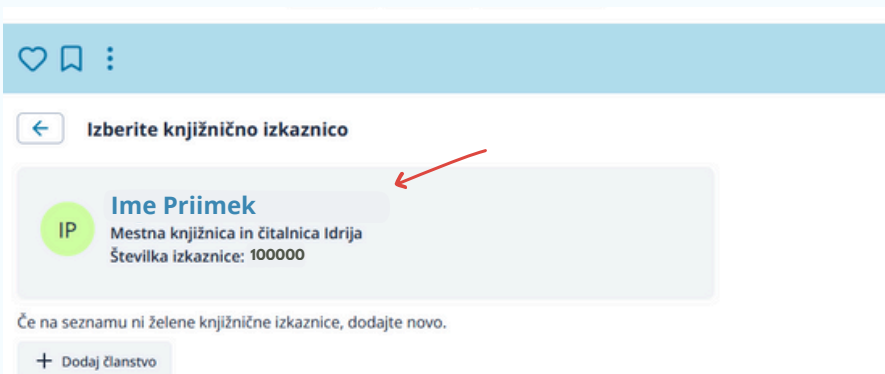 Izberite knjižnično izkaznico
IP
Ime Priimek
Mestna knjižnica in čitalnica Idrija
Številka izkaznice: 100000
Če na seznamu ni želene knjižnične izkaznice, dodajte novo.
+ Dodaj članstvo